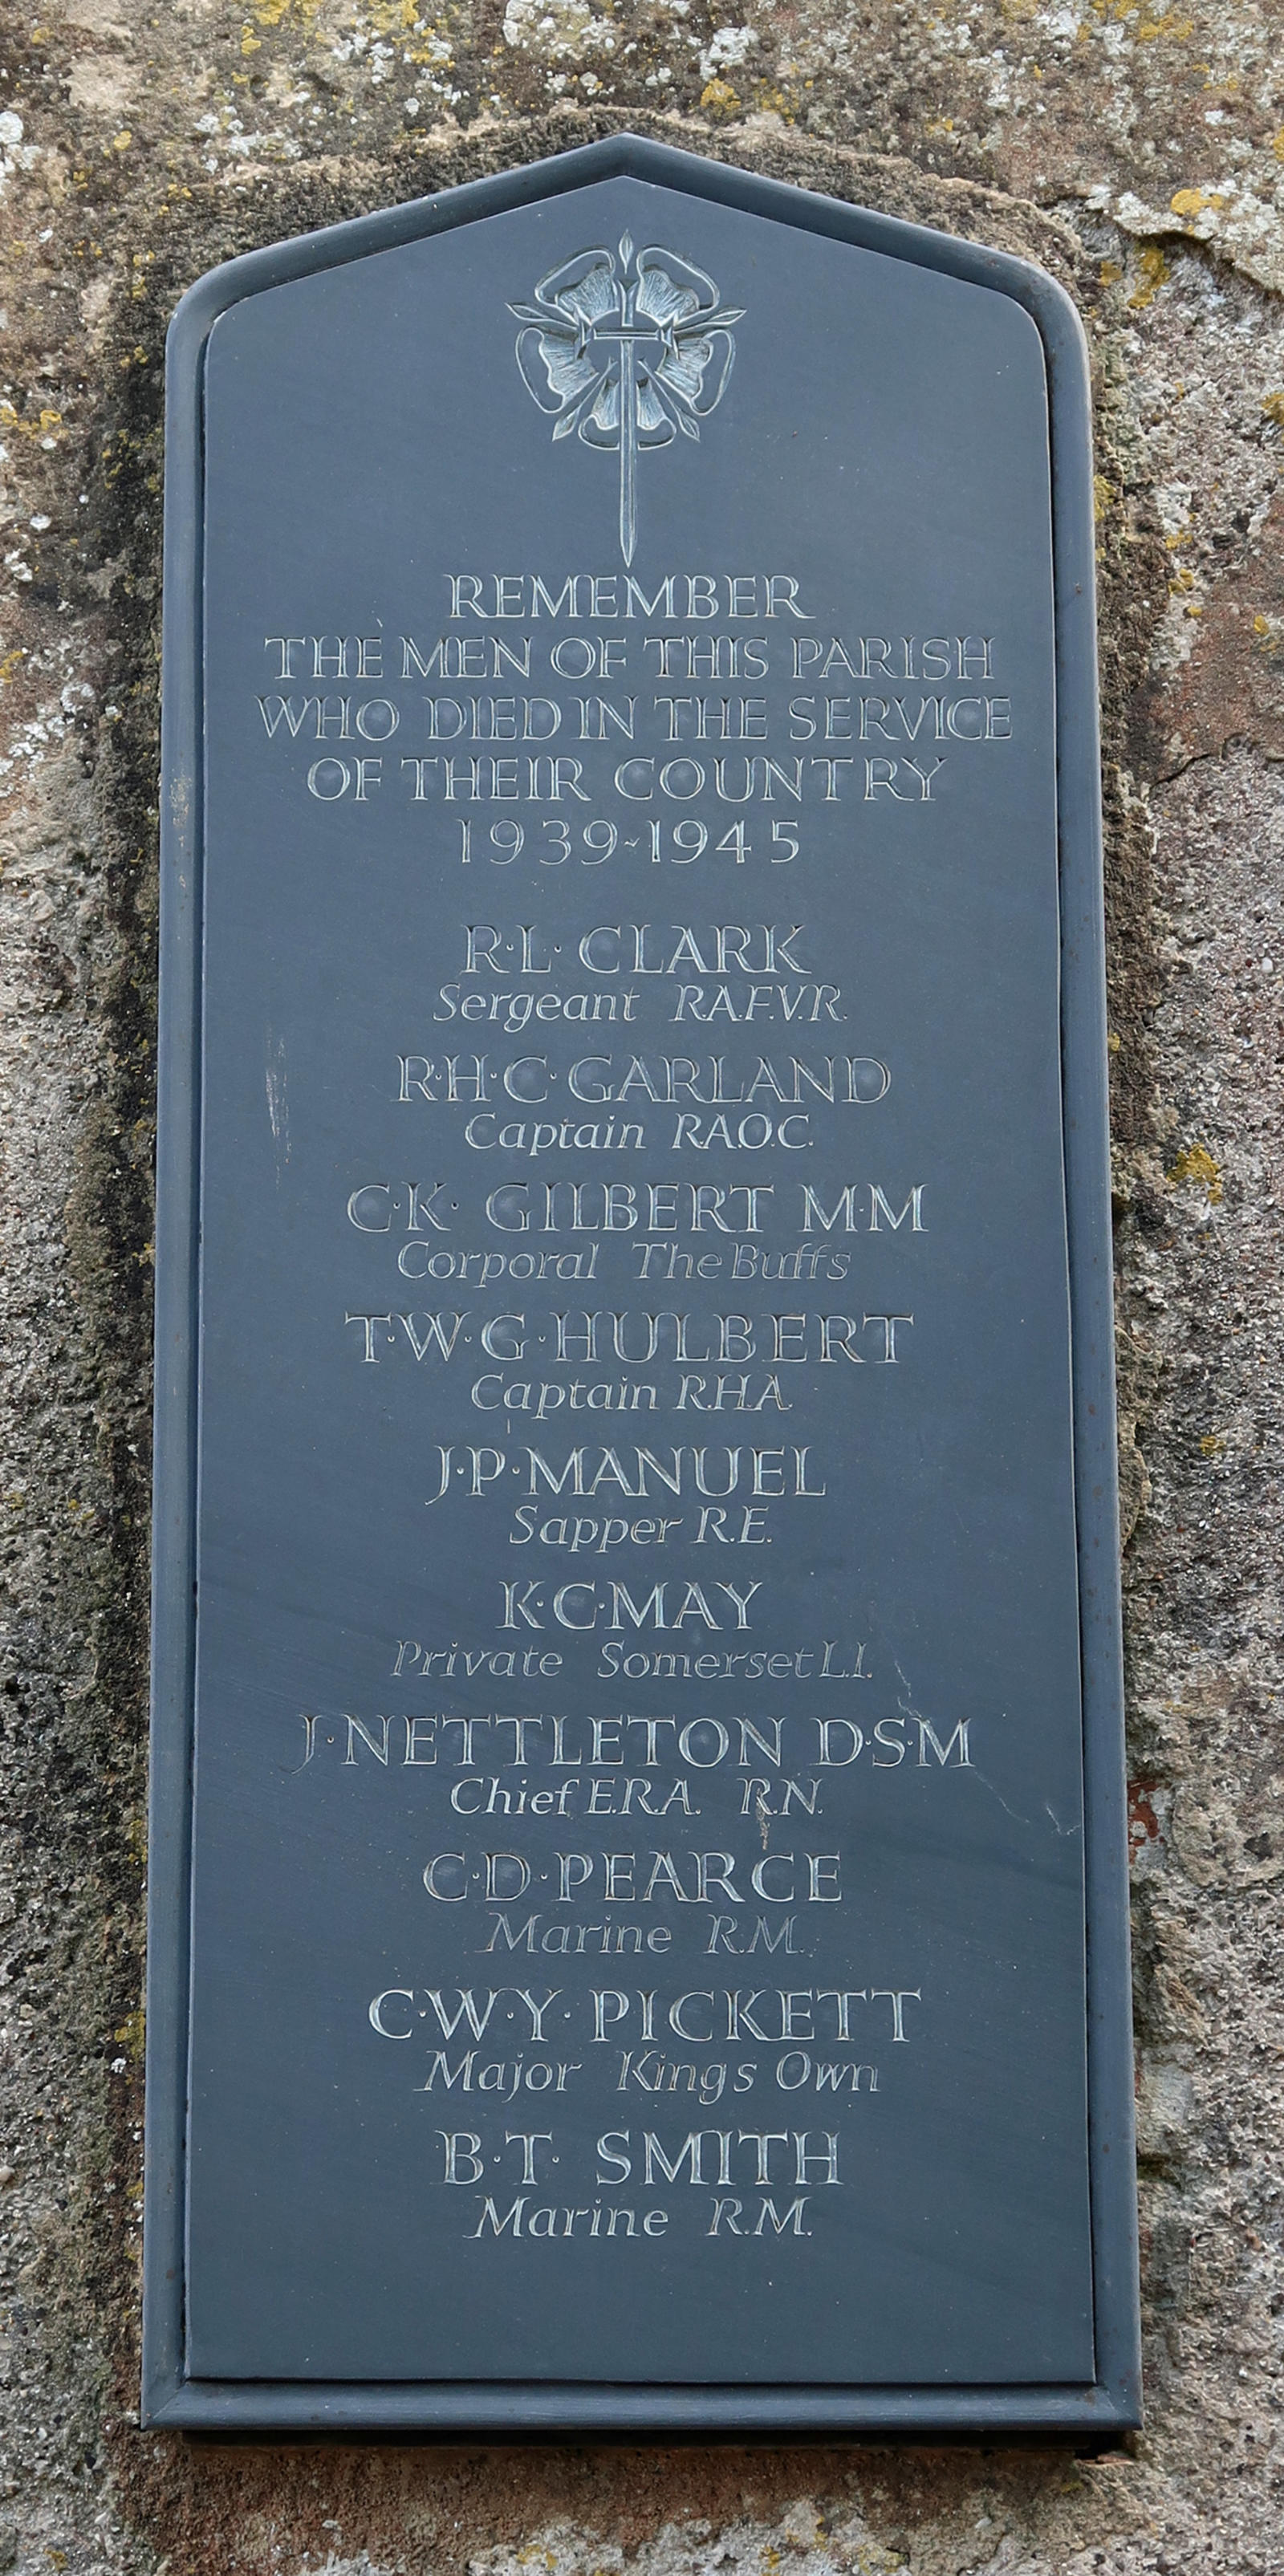 REMEMBER
THE MEN OF THIS PARISH
WHO DIED IN THE SERVICE
OF THEIR COUNTRY
1939-1945
R·L· CLARK
Sergeant R.A.F.V.R.
R·H·C· GARLAND
Captain R.A.O.C.
C·K· GILBERT M·M
Corporal The Buffs
T·W·G· HULBERT
Captain R.H.A.
J·P· MANUEL
Sapper R.E.
K·C· MAY
Private Somerset L.I.
J· NETTLETON D·S·M
Chief E.R.A. R.N.
C·D· PEARCE
Marine R.M.
C·W·Y· PICKETT
Major Kings Own
B·T· SMITH
Marine R.M.